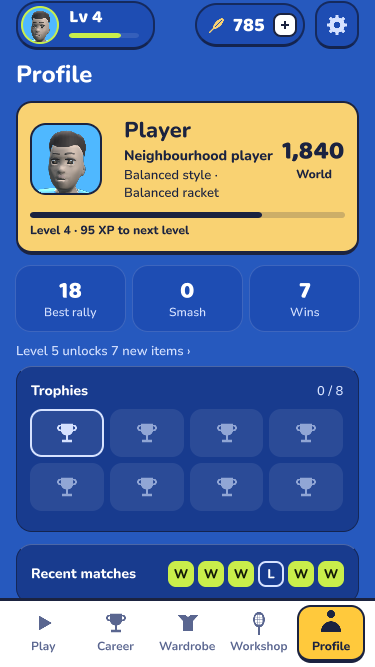 Lv 4
785 +
Profile
Player
Neighbourhood player
1,840
World
Balanced style ·
Balanced racket
Level 4 · 95 XP to next level
18
Best rally
0
Smash
7
Wins
Level 5 unlocks 7 new items ›
Trophies
0 / 8
Recent matches
W W W L W W
Play
Career
Wardrobe
Workshop
Profile